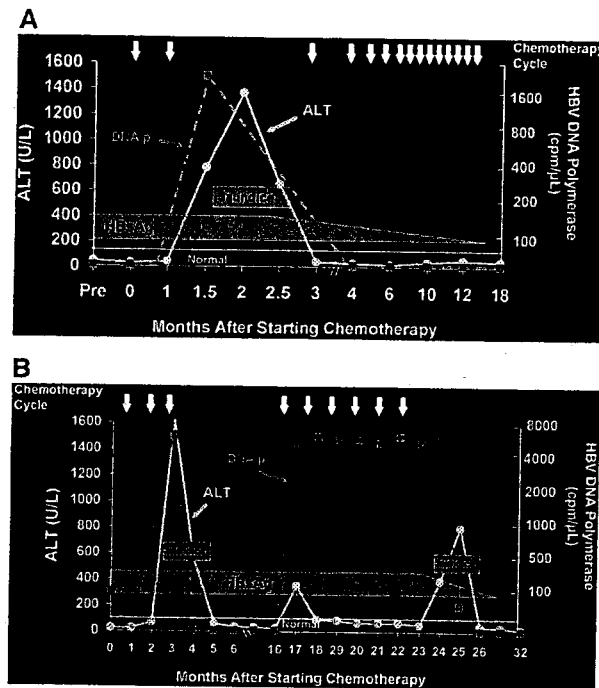 A
Chemotherapy
Cycle
1600
1400
1200
1000
800
600
400
200
0
ALT (U/L)
DNA p
ALT
HBsAg
Normal
1600
800
400
200
100
HBV DNA Polymerase
(cpm/µL)
Pre 0 1 1.5 2 2.5 3 4 6 10 12 18
Months After Starting Chemotherapy
B
Chemotherapy
Cycle
1600
1400
1200
1000
800
600
400
200
0
ALT (U/L)
DNA p
ALT
HBsAg
Normal
8000
4000
2000
1000
500
100
HBV DNA Polymerase
(cpm/µL)
0 1 2 3 4 5 6 16 17 18 19 20 21 22 23 24 25 26 32
Months After Starting Chemotherapy